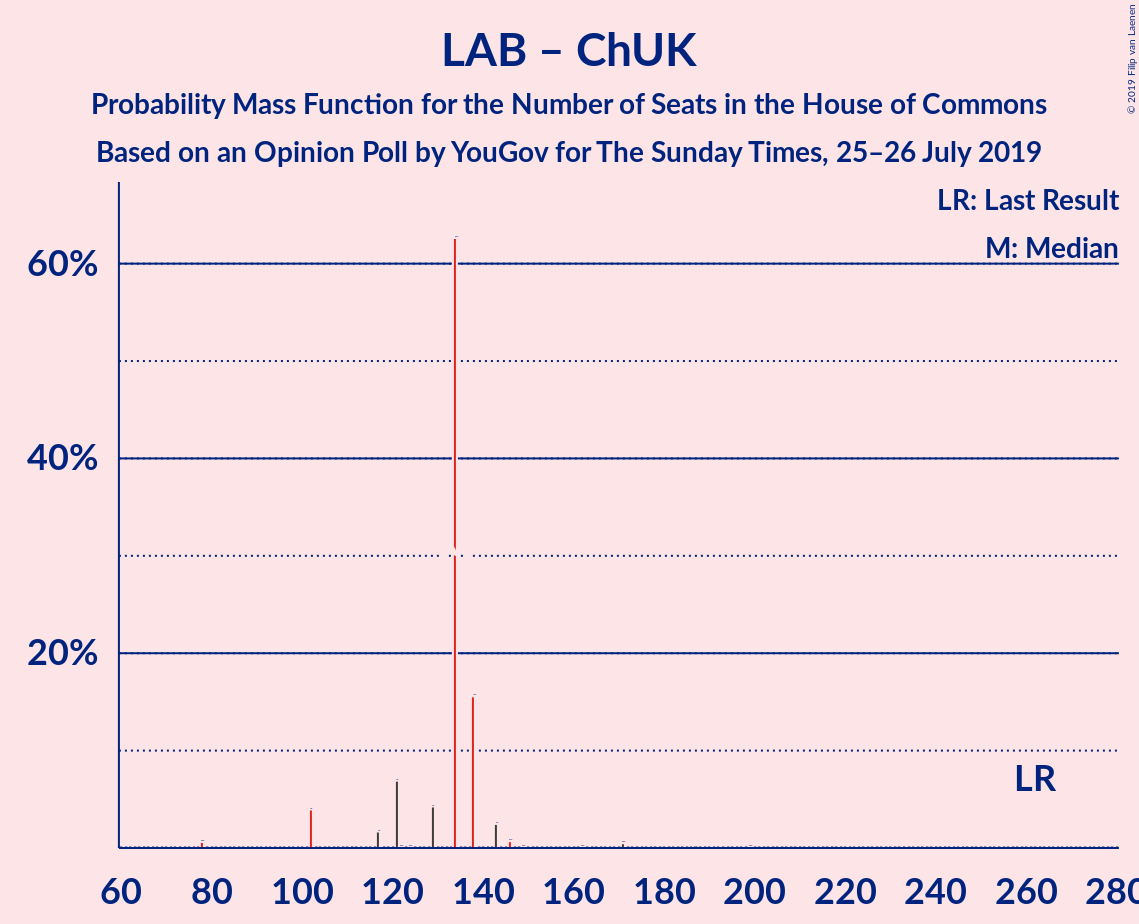 LAB – ChUK
Probability Mass Function for the Number of Seats in the House of Commons
Based on an Opinion Poll by YouGov for The Sunday Times, 25–26 July 2019
© 2019 Filip van Laenen
LR: Last Result
M: Median
60%
40%
20%
LR
60 80 100 120 140 160 180 200 220 240 260 280